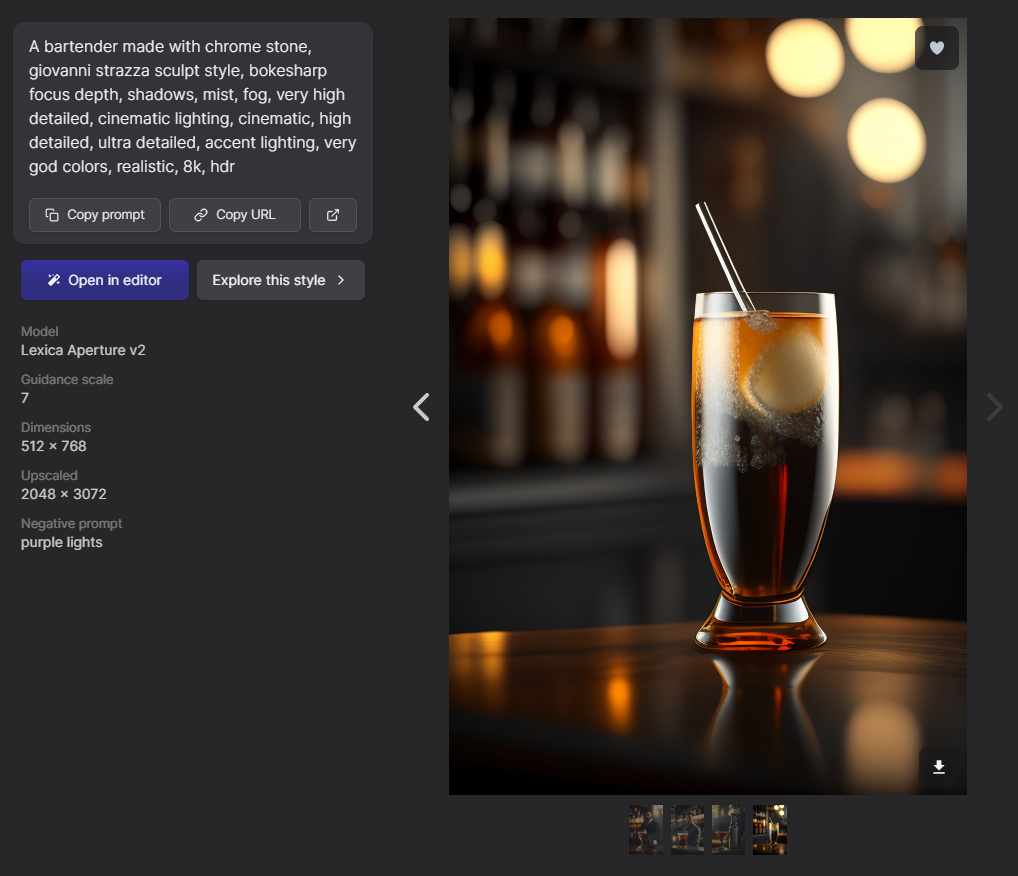 A bartender made with chrome stone,
giovanni strazza sculpt style, bokesharp
focus depth, shadows, mist, fog, very high
detailed, cinematic lighting, cinematic, high
detailed, ultra detailed, accent lighting, very
god colors, realistic, 8k, hdr
Copy prompt
Copy URL
Open in editor
Explore this style
Model
Lexica Aperture v2
Guidance scale
7
Dimensions
512 × 768
Upscaled
2048 × 3072
Negative prompt
purple lights